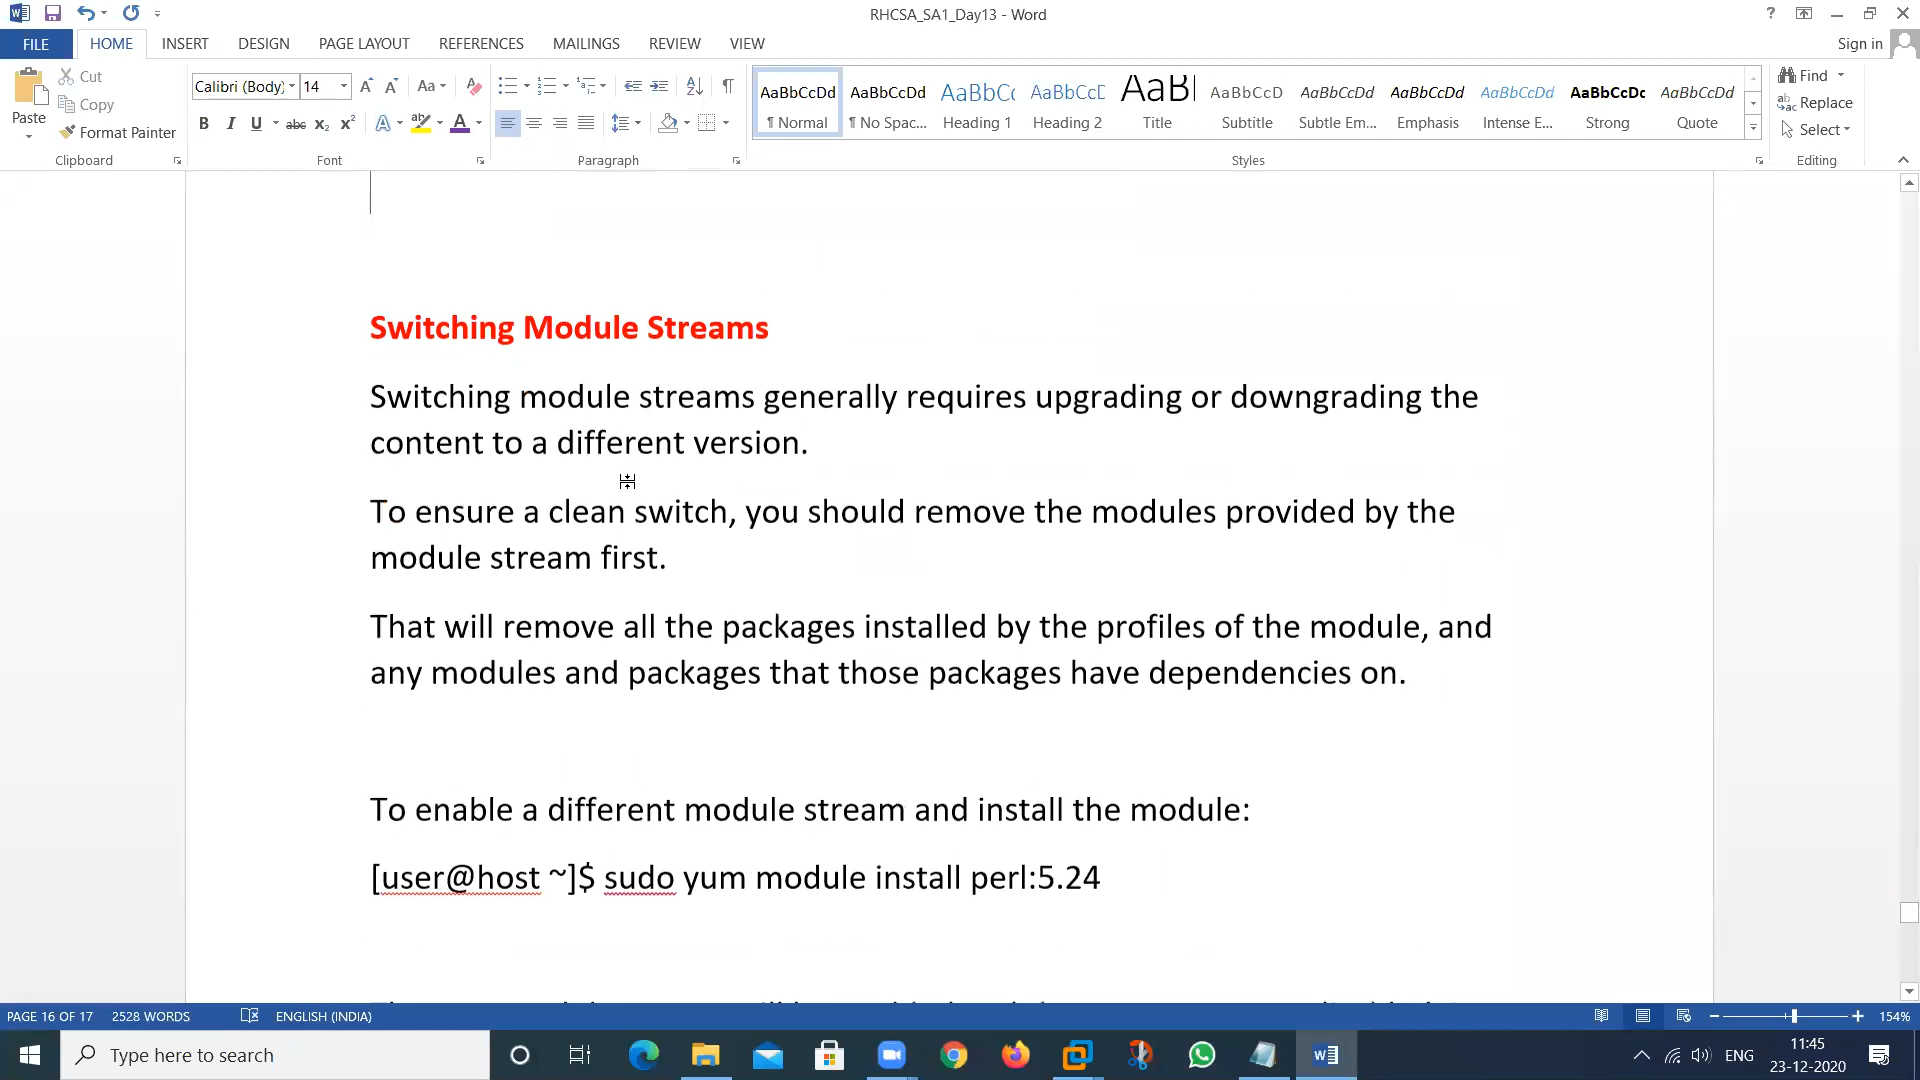 RHCSA_SA1_Day13 - Word
FILE HOME INSERT DESIGN PAGE LAYOUT REFERENCES MAILINGS REVIEW VIEW Sign in
Paste Cut Copy Format Painter Clipboard
Calibri (Body) 14 Font
Paragraph
AaBbCcDd AaBbCcDd AaBbC AaBbCcD AaB AaBbCcD AaBbCcDd AaBbCcDd AaBbCcDd AaBbCcDc AaBbCcDd
¶ Normal ¶ No Spac... Heading 1 Heading 2 Title Subtitle Subtle Em... Emphasis Intense E... Strong Quote
Styles
Find Replace Select Editing
Switching Module Streams
Switching module streams generally requires upgrading or downgrading the
content to a different version.
To ensure a clean switch, you should remove the modules provided by the
module stream first.
That will remove all the packages installed by the profiles of the module, and
any modules and packages that those packages have dependencies on.
To enable a different module stream and install the module:
[user@host ~]$ sudo yum module install perl:5.24
PAGE 16 OF 17 2528 WORDS ENGLISH (INDIA) 154%
Type here to search ENG 11:45
23-12-2020